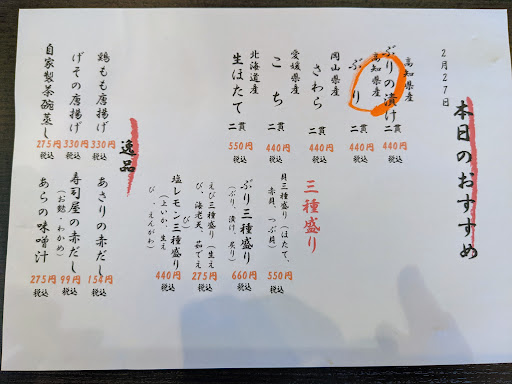 本日のおすすめ
2月27日
高知県産
ぶりの漬け
二貫
440円
税込
高知県産
ぶり
二貫
440円
税込
岡山県産
さわら
二貫
440円
税込
愛媛県産
こち
二貫
440円
税込
北海道産
生ほたて
二貫
550円
税込
三種盛り
貝三種盛り(ほたて、
赤貝、つぶ貝)
550円
税込
ぶり三種盛り
(ぶり、漬け、炙り)
660円
税込
えび三種盛り(生え
び、海老天、茹でえ
び)
275円
税込
塩レモン三種盛り
(上いか、生え
び、えんがわ)
440円
税込
逸品
鶏もも唐揚げ
330円
税込
げその唐揚げ
330円
税込
自家製茶碗蒸し
275円
税込
あさりの赤だし
154円
税込
寿司屋の赤だし
(お麩・わかめ)
99円
税込
あらの味噌汁
275円
税込